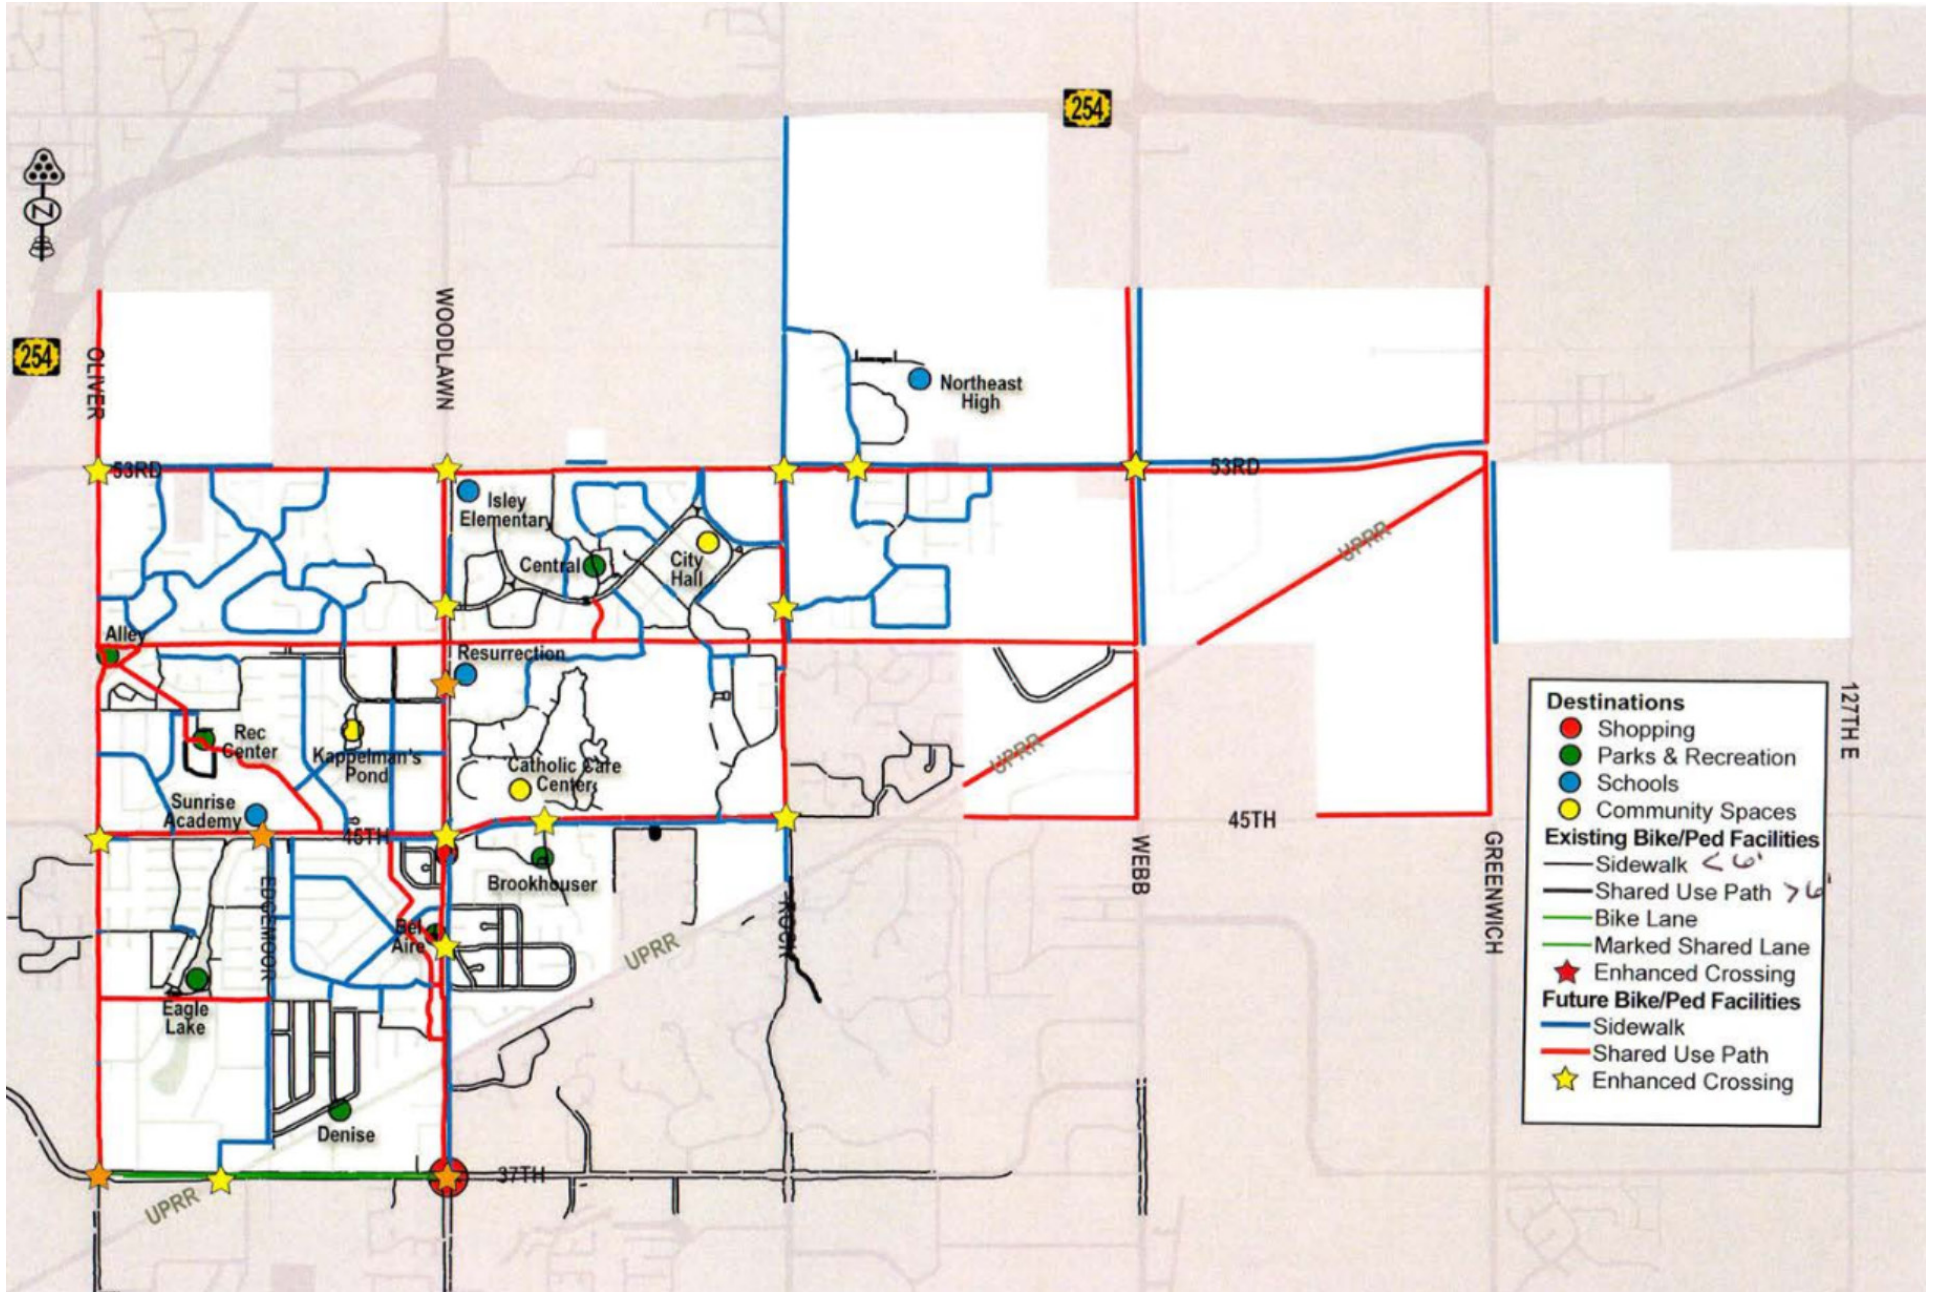 254
N
WOODLAWN
254
OLIVER
Northeast
High
53RD
53RD
Isley
Elementary
UPRR
Central
City
Hall
Alley
Resurrection
Rec
Center
Kappelman's
Pond
UPRR
Catholic Care
Center
Sunrise
Academy
45TH
45TH
WEBB
GREENWICH
127TH E
Brookhouser
EDGEMOOR
Bel
Aire
ROCK
UPRR
Eagle
Lake
Denise
37TH
UPRR
Destinations
Shopping
Parks & Recreation
Schools
Community Spaces
Existing Bike/Ped Facilities
Sidewalk < 6'
Shared Use Path > 6'
Bike Lane
Marked Shared Lane
Enhanced Crossing
Future Bike/Ped Facilities
Sidewalk
Shared Use Path
Enhanced Crossing